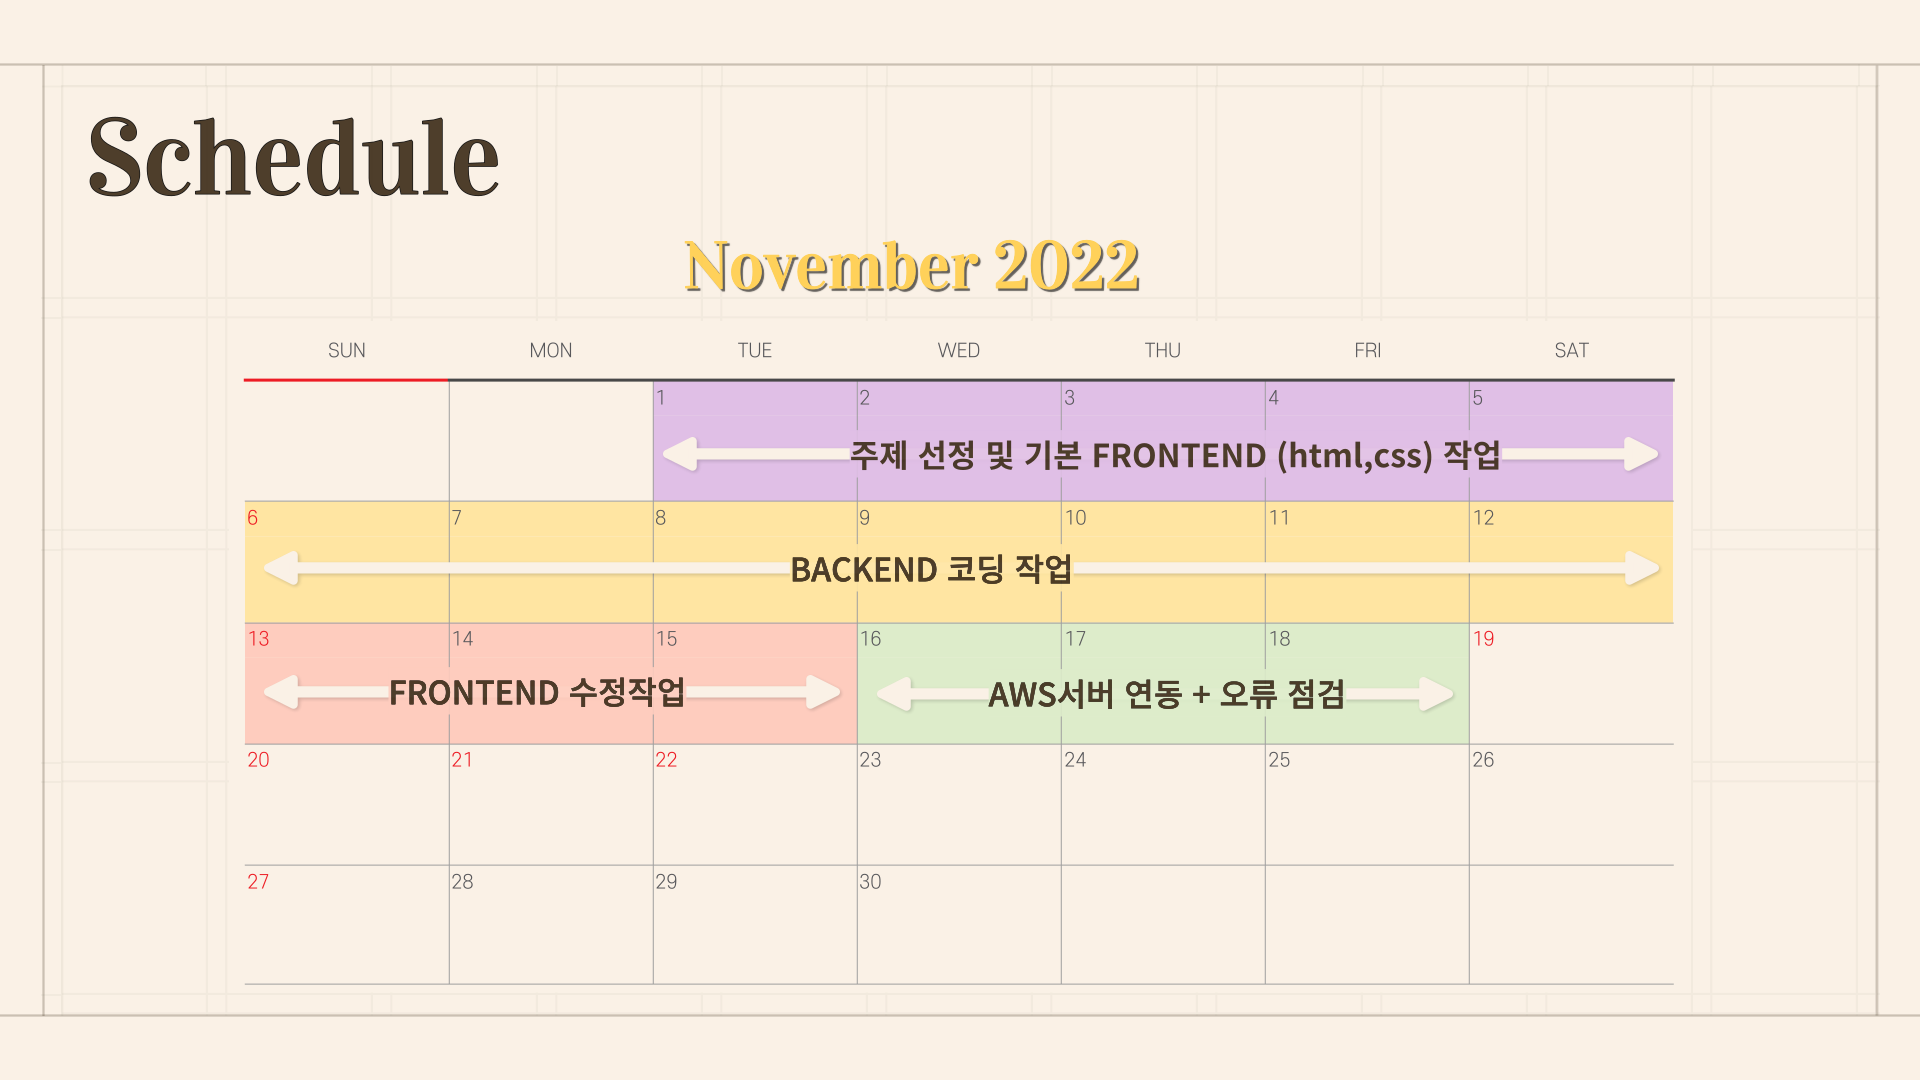 Schedule
November 2022
SUN MON TUE WED THU FRI SAT
1 2 3 4 5
주제 선정 및 기본 FRONTEND (html,css) 작업
6 7 8 9 10 11 12
BACKEND 코딩 작업
13 14 15 16 17 18 19
FRONTEND 수정작업
AWS서버 연동 + 오류 점검
20 21 22 23 24 25 26
27 28 29 30